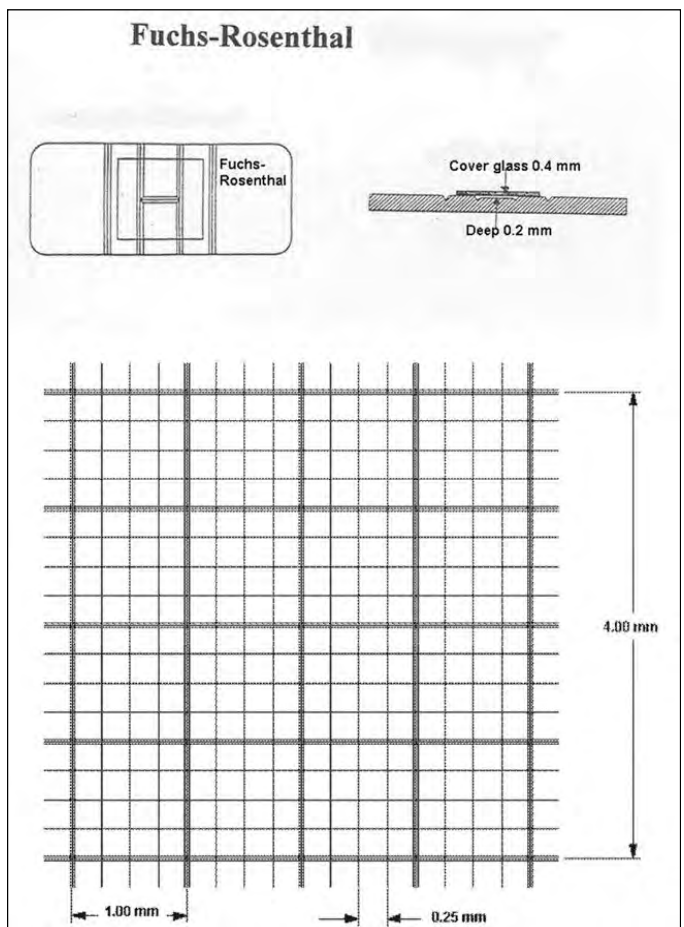 Fuchs-Rosenthal
Fuchs-
Rosenthal
Cover glass 0.4 mm
Deep 0.2 mm
4.00 mm
1.00 mm
0.25 mm